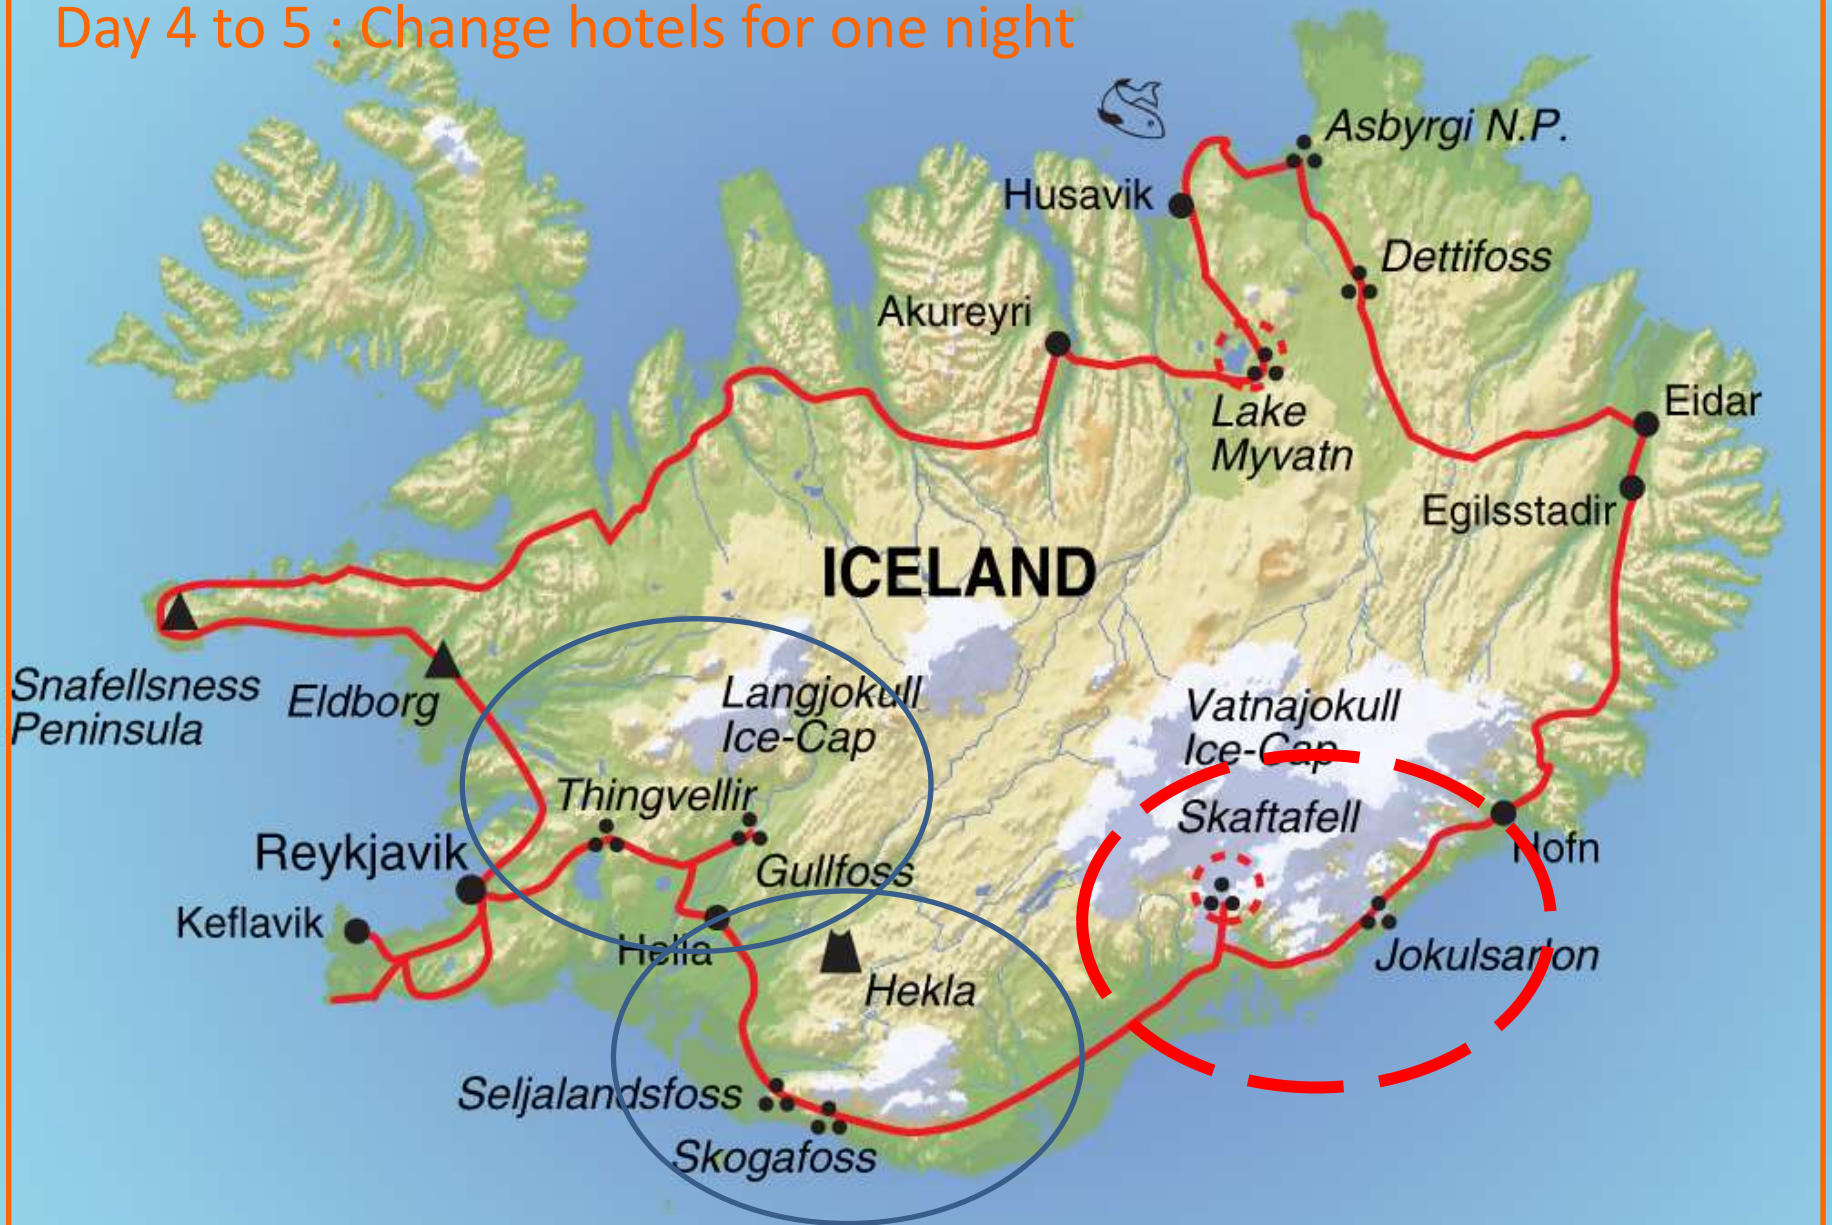 Day 4 to 5 : Change hotels for one night
Asbyrgi N.P.
Husavik
Dettifoss
Akureyri
Lake
Myvatn
Eidar
Egilsstadir
ICELAND
Snafellsness
Peninsula
Eldborg
Langjokull
Ice-Cap
Vatnajokull
Ice-Cap
Thingvellir
Skaftafell
Reykjavik
Hofn
Gullfoss
Keflavik
Hella
Jokulsarlon
Hekla
Seljalandsfoss
Skogafoss